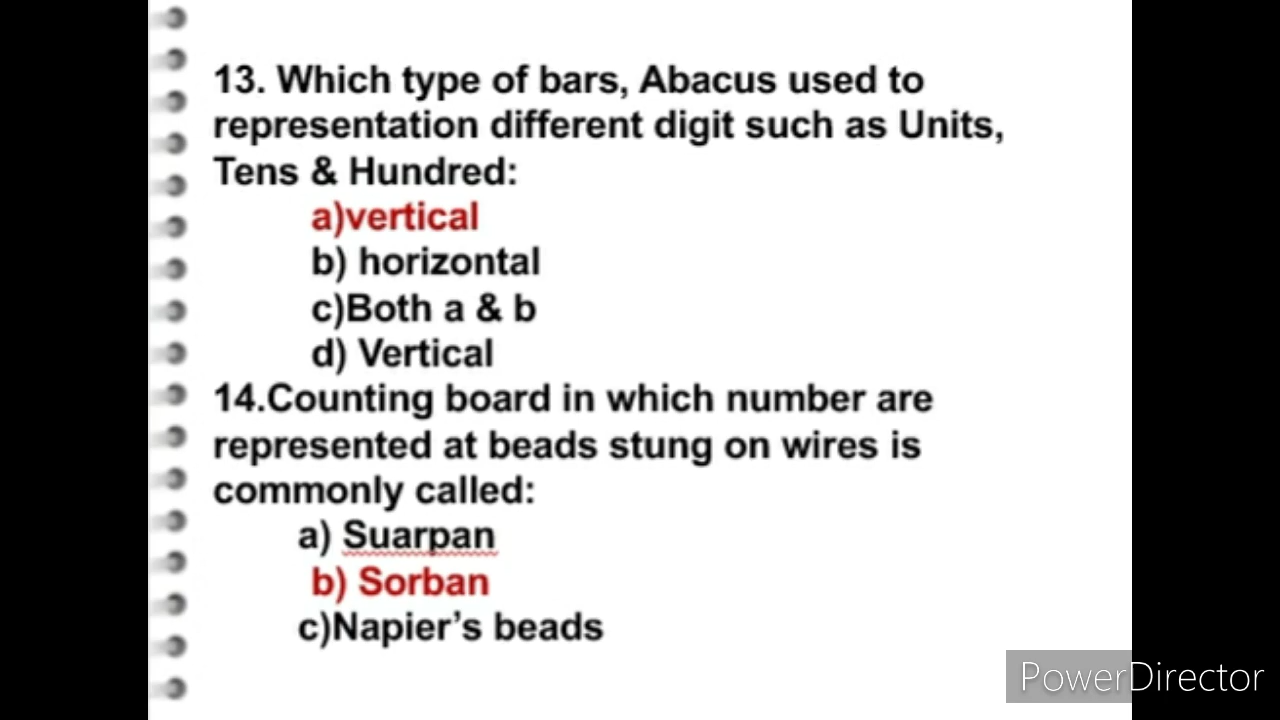 13. Which type of bars, Abacus used to
representation different digit such as Units,
Tens & Hundred:
a)vertical
b) horizontal
c)Both a & b
d) Vertical
14.Counting board in which number are
represented at beads stung on wires is
commonly called:
a) Suarpan
b) Sorban
c)Napier’s beads
PowerDirector